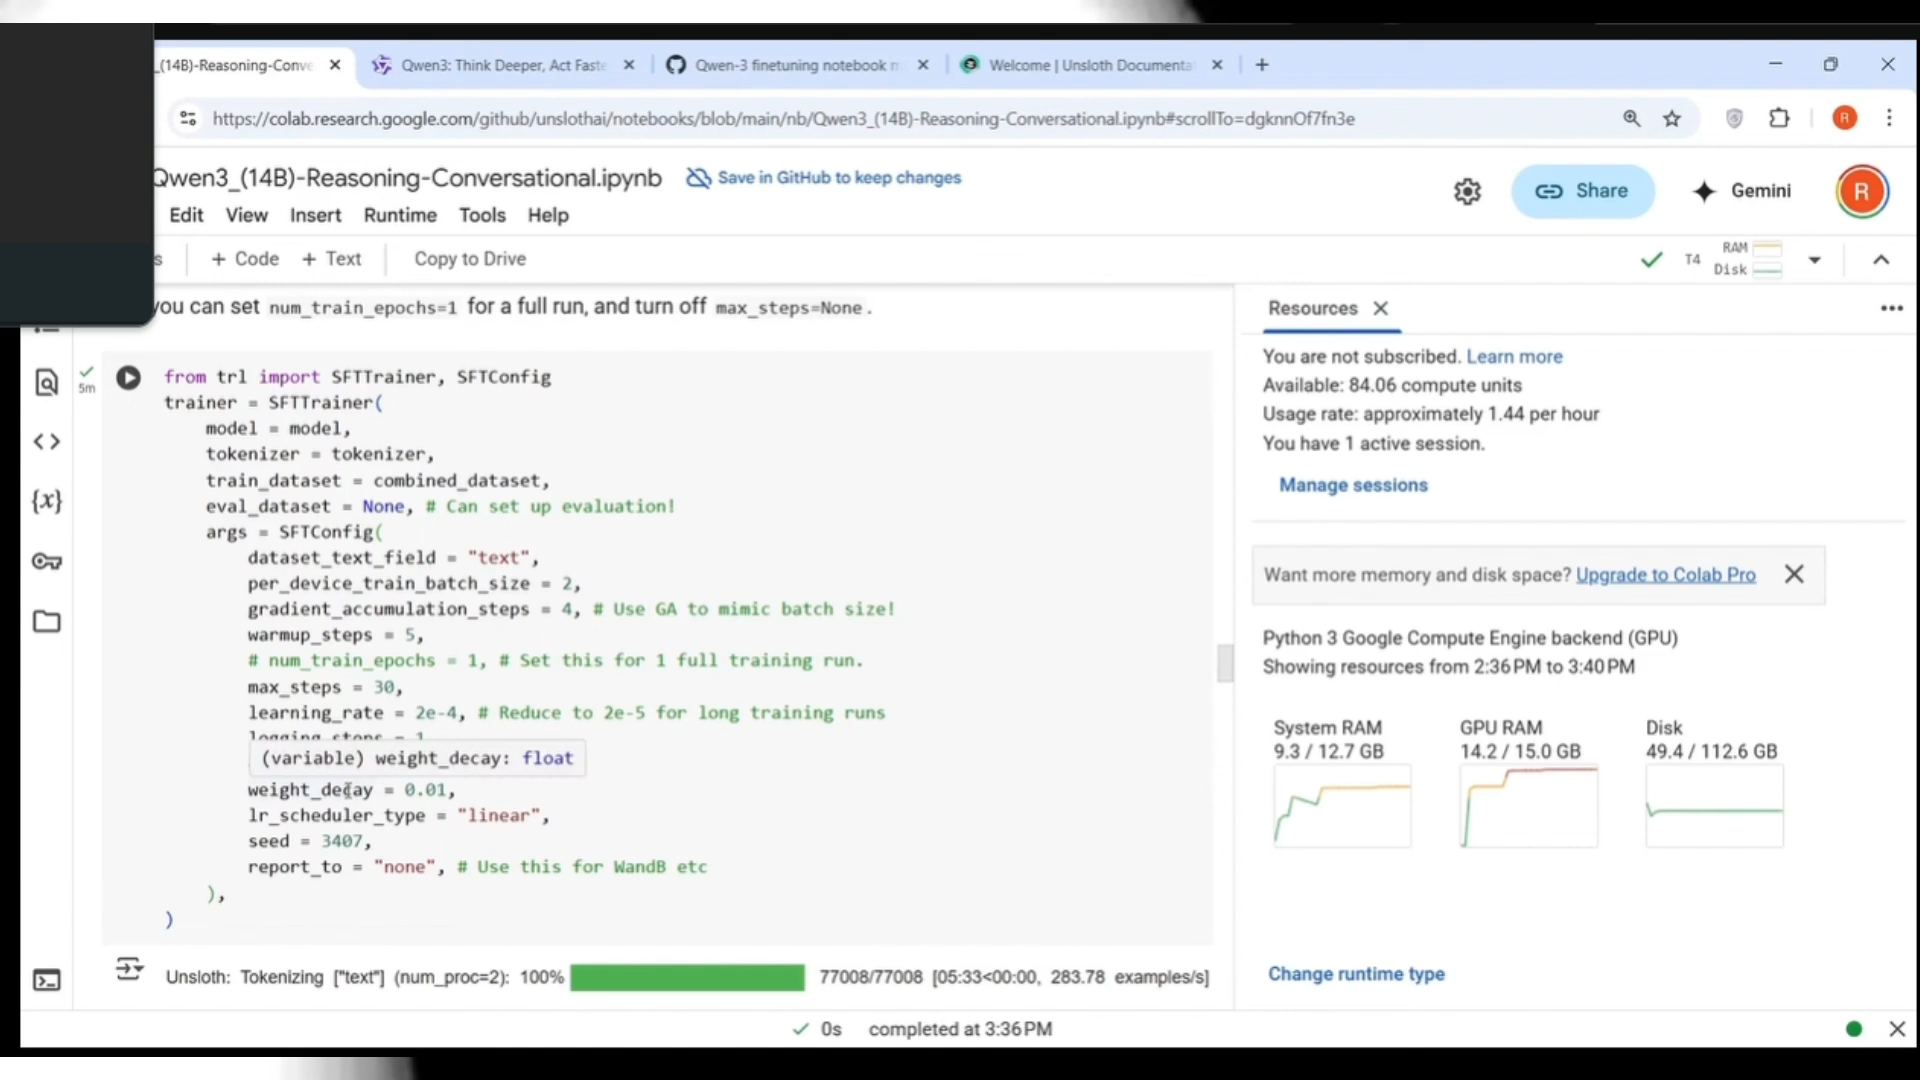 _(14B)-Reasoning-Conve
Qwen3: Think Deeper, Act Faste
Qwen-3 finetuning notebook n
Welcome | Unsloth Documenta
https://colab.research.google.com/github/unslothai/notebooks/blob/main/nb/Qwen3_(14B)-Reasoning-Conversational.ipynb#scrollTo=dgknnOf7fn3e
R
Qwen3_(14B)-Reasoning-Conversational.ipynb
Save in GitHub to keep changes
Share
Gemini
R
Edit View Insert Runtime Tools Help
s
+ Code + Text
Copy to Drive
T4
RAM
Disk
you can set num_train_epochs=1 for a full run, and turn off max_steps=None.
5m
from trl import SFTTrainer, SFTConfig
trainer = SFTTrainer(
model = model,
tokenizer = tokenizer,
train_dataset = combined_dataset,
eval_dataset = None, # Can set up evaluation!
args = SFTConfig(
dataset_text_field = "text",
per_device_train_batch_size = 2,
gradient_accumulation_steps = 4, # Use GA to mimic batch size!
warmup_steps = 5,
# num_train_epochs = 1, # Set this for 1 full training run.
max_steps = 30,
learning_rate = 2e-4, # Reduce to 2e-5 for long training runs
logging_steps = 1
(variable) weight_decay: float
weight_decay = 0.01,
lr_scheduler_type = "linear",
seed = 3407,
report_to = "none", # Use this for WandB etc
),
)
Unsloth: Tokenizing ["text"] (num_proc=2): 100% 77008/77008 [05:33<00:00, 283.78 examples/s]
Resources
You are not subscribed. Learn more
Available: 84.06 compute units
Usage rate: approximately 1.44 per hour
You have 1 active session.
Manage sessions
Want more memory and disk space? Upgrade to Colab Pro
Python 3 Google Compute Engine backend (GPU)
Showing resources from 2:36 PM to 3:40 PM
System RAM
9.3 / 12.7 GB
GPU RAM
14.2 / 15.0 GB
Disk
49.4 / 112.6 GB
Change runtime type
0s completed at 3:36 PM